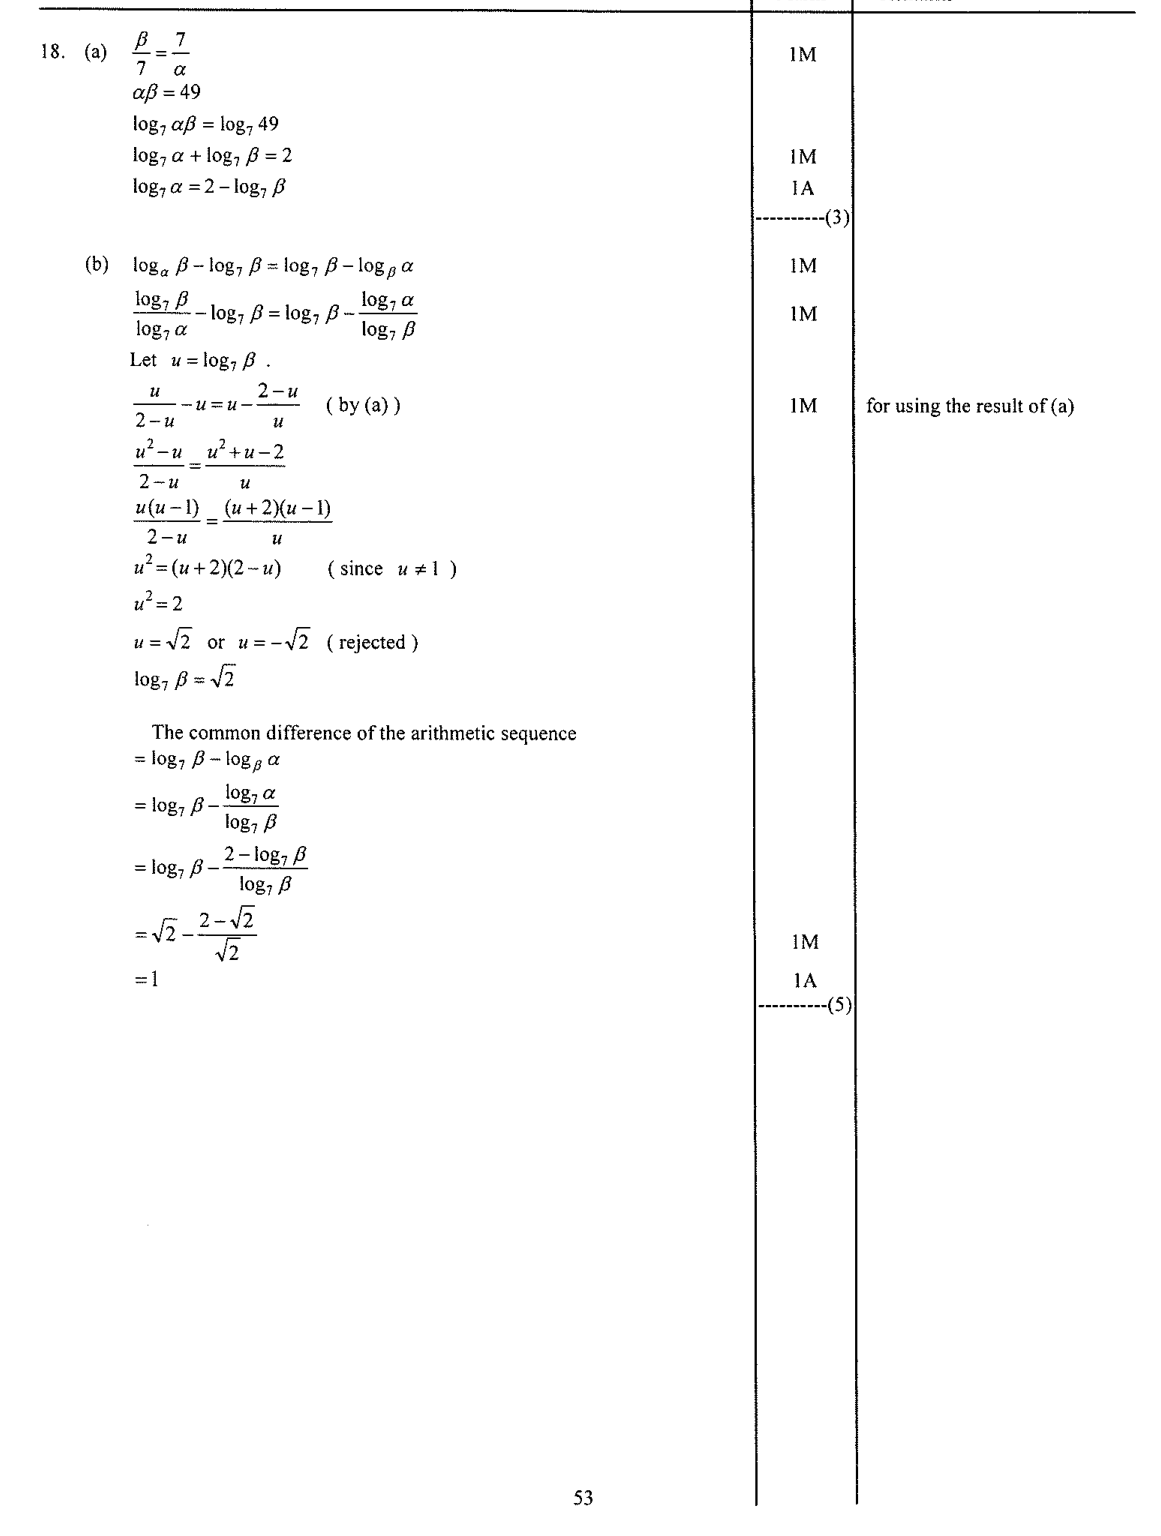 18. (a) β/7 = 7/α 1M
αβ = 49
log₇ αβ = log₇ 49
log₇ α + log₇ β = 2 1M
log₇ α = 2 − log₇ β 1A
----------(3)
(b) log_α β − log₇ β = log₇ β − log_β α 1M
(log₇ β)/(log₇ α) − log₇ β = log₇ β − (log₇ α)/(log₇ β) 1M
Let u = log₇ β .
u/(2−u) − u = u − (2−u)/u ( by (a) ) 1M for using the result of (a)
(u²−u)/(2−u) = (u²+u−2)/u
u(u−1)/(2−u) = (u+2)(u−1)/u
u² = (u+2)(2−u) ( since u ≠ 1 )
u² = 2
u = √2 or u = −√2 ( rejected )
log₇ β = √2
The common difference of the arithmetic sequence
= log₇ β − log_β α
= log₇ β − (log₇ α)/(log₇ β)
= log₇ β − (2 − log₇ β)/(log₇ β)
= √2 − (2 − √2)/√2 1M
= 1 1A
----------(5)
53